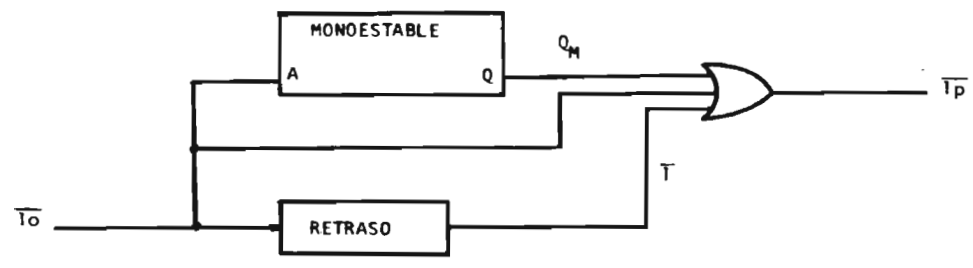 MONOESTABLE
A
Q
Q_M
I̅p̅
I̅
I̅o̅
RETRASO